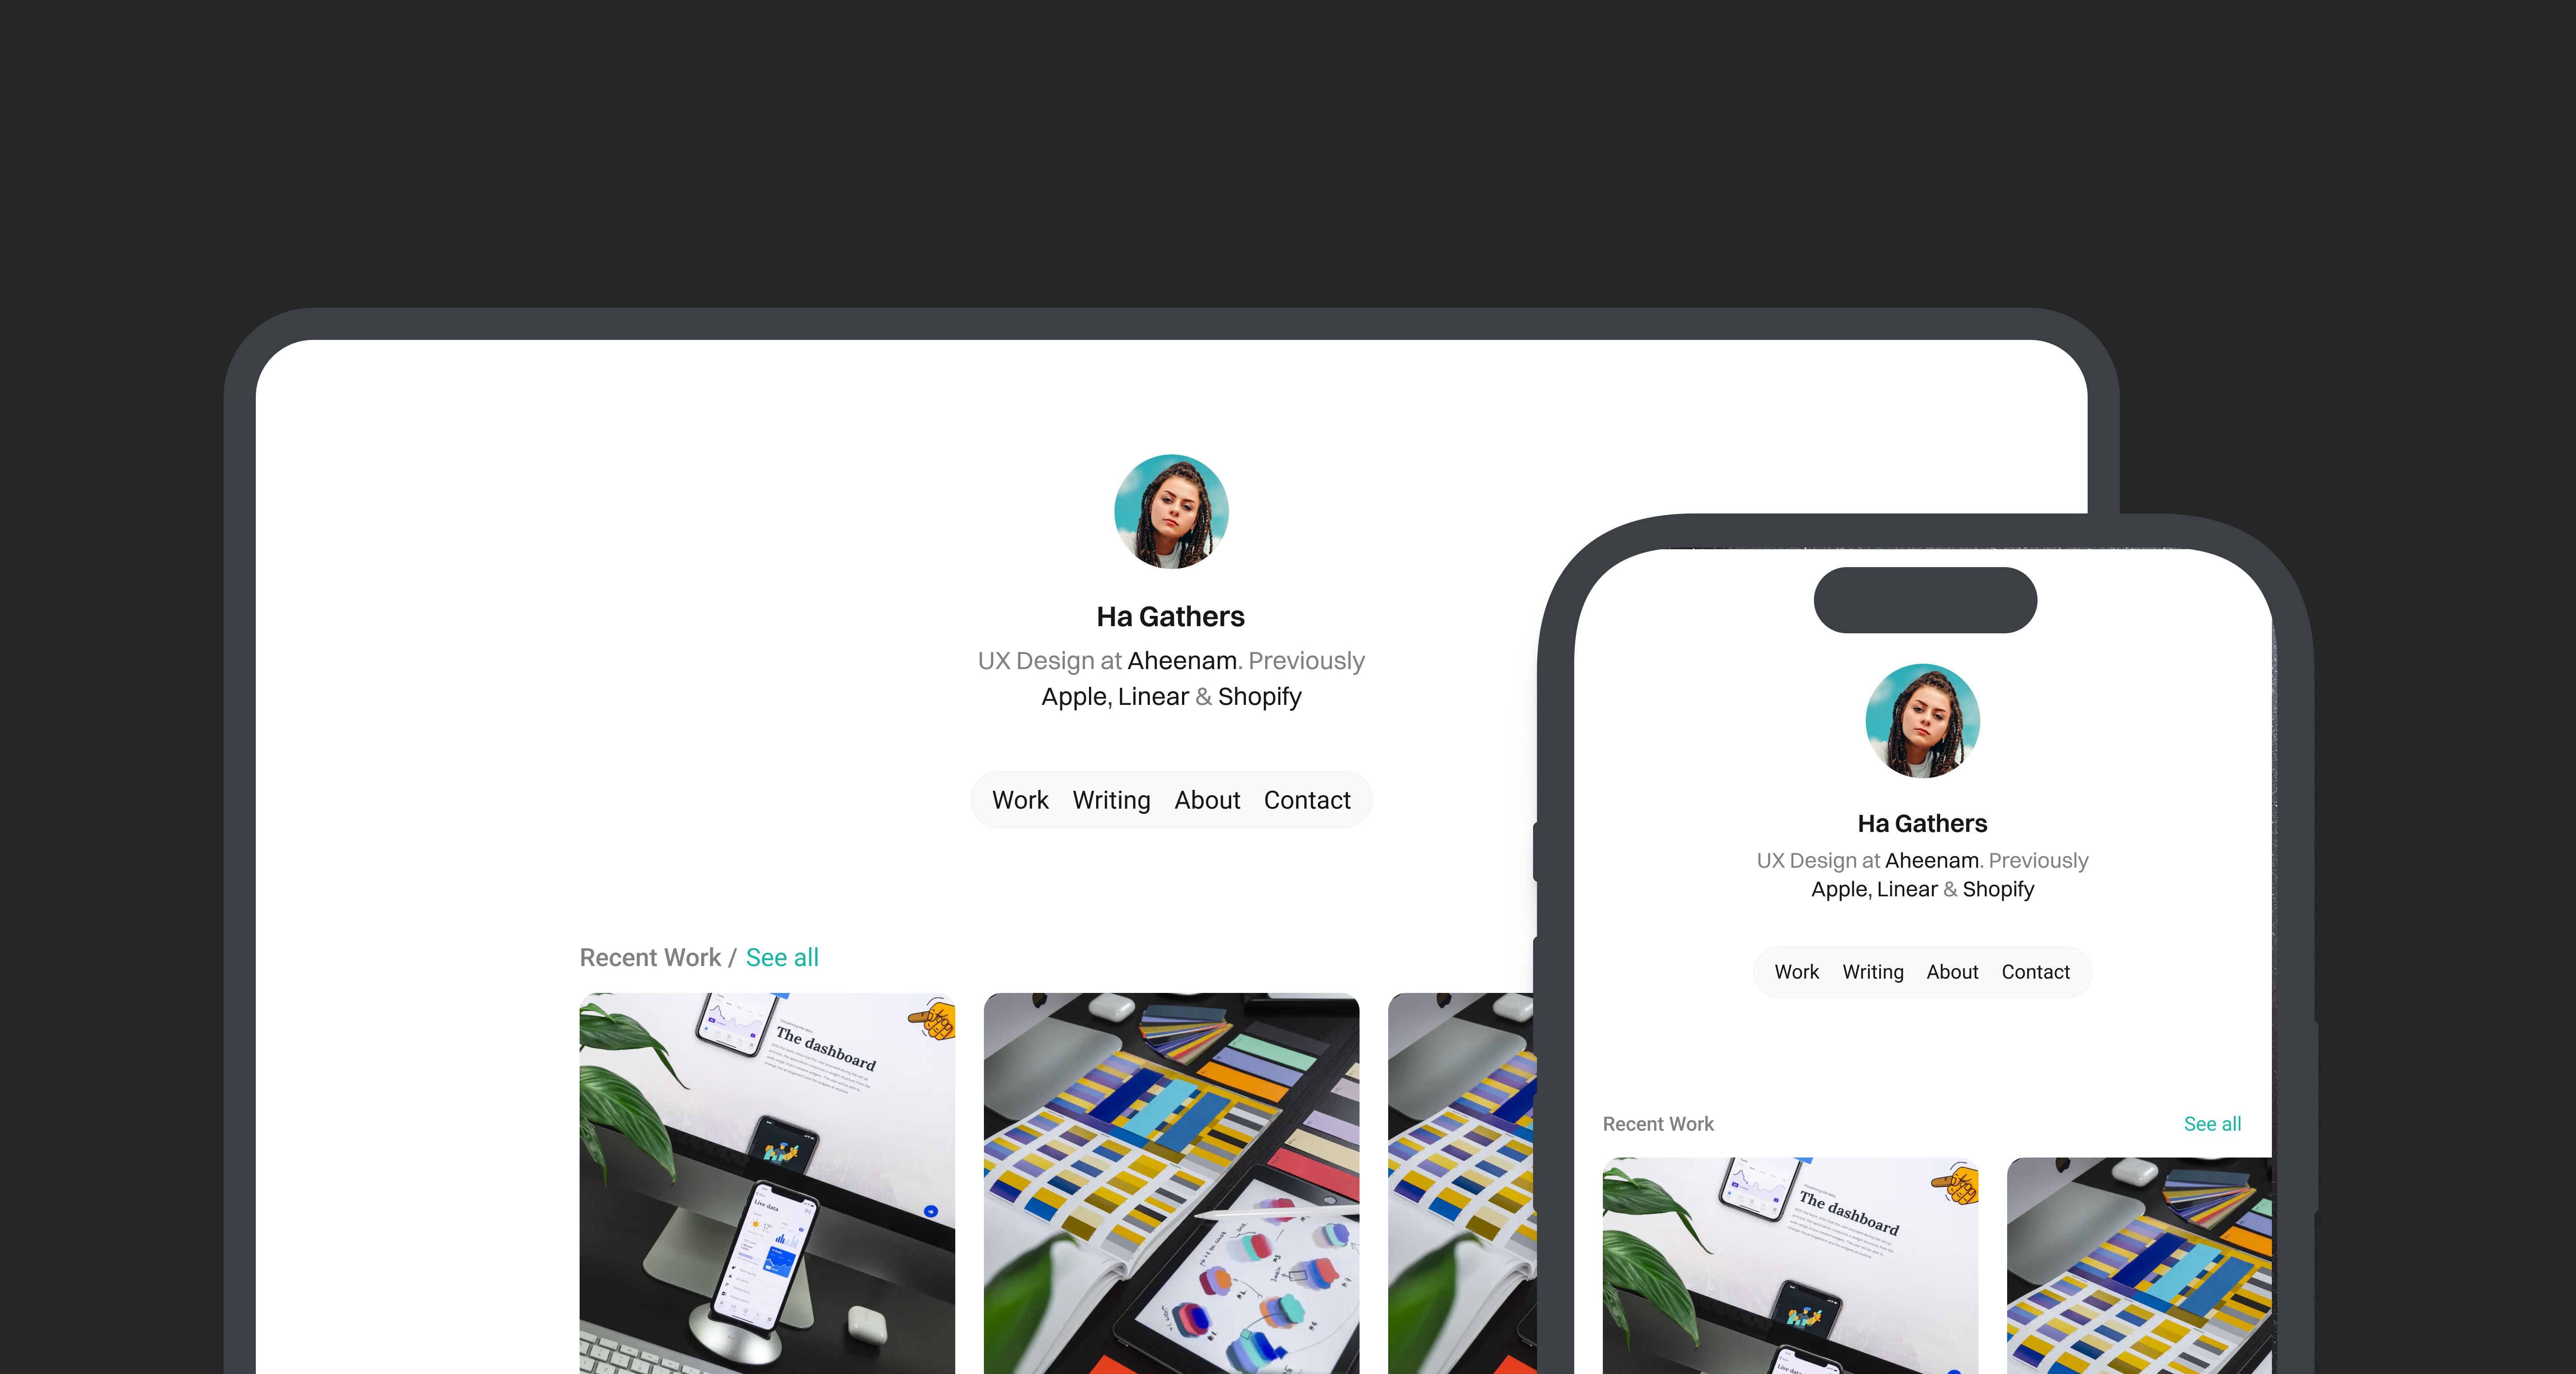 Ha Gathers
UX Design at Aheenam. Previously
Apple, Linear & Shopify
Work Writing About Contact
Recent Work / See all
The dashboard
Live data
Ha Gathers
UX Design at Aheenam. Previously
Apple, Linear & Shopify
Work Writing About Contact
Recent Work
See all
The dashboard